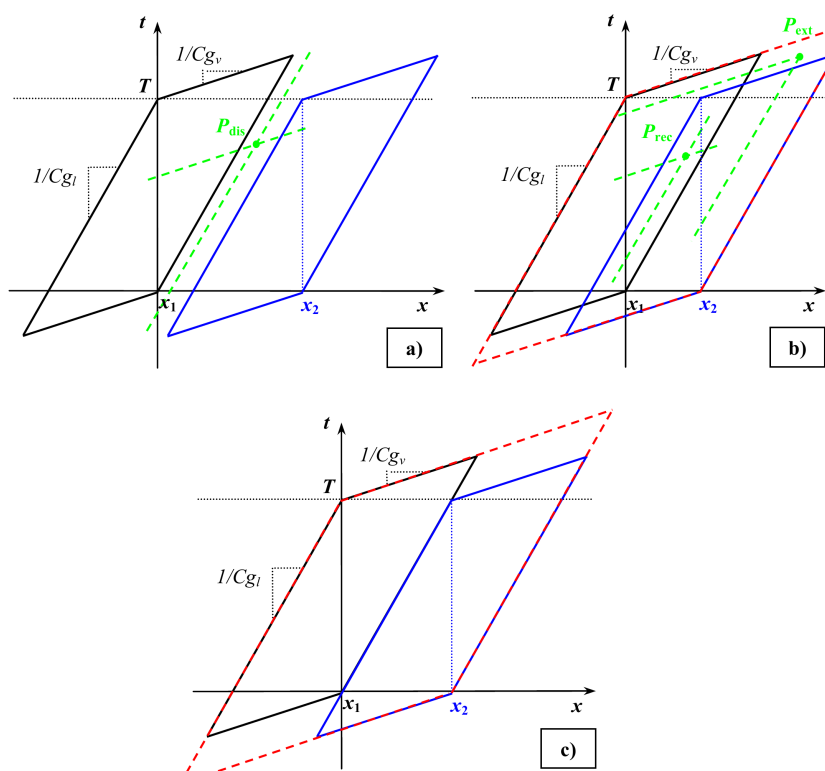 t
1/Cg_v
T
P_dis
1/Cg_l
x_1
x_2
x
a)
t
P_ext
1/Cg_v
T
P_rec
1/Cg_l
x_1
x_2
x
b)
t
1/Cg_v
T
1/Cg_l
x_1
x_2
x
c)